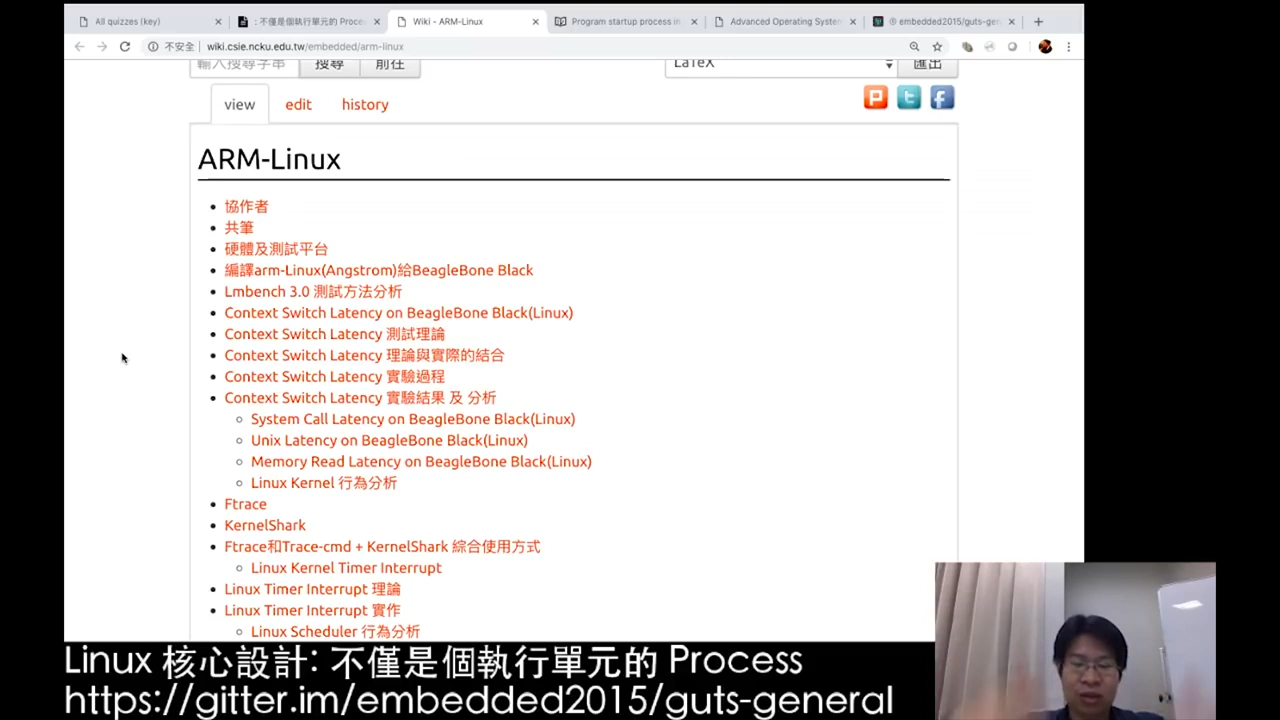 All quizzes (key)
: 不僅是個執行單元的 Proce
Wiki - ARM-Linux
Program startup process in
Advanced Operating System
® embedded2015/guts-gen
不安全 wiki.csie.ncku.edu.tw/embedded/arm-linux
輸入搜尋字串 搜尋 前往 LaTeX 匯出
view edit history
ARM-Linux
協作者
共筆
硬體及測試平台
編譯arm-Linux(Angstrom)給BeagleBone Black
Lmbench 3.0 測試方法分析
Context Switch Latency on BeagleBone Black(Linux)
Context Switch Latency 測試理論
Context Switch Latency 理論與實際的結合
Context Switch Latency 實驗過程
Context Switch Latency 實驗結果 及 分析
System Call Latency on BeagleBone Black(Linux)
Unix Latency on BeagleBone Black(Linux)
Memory Read Latency on BeagleBone Black(Linux)
Linux Kernel 行為分析
Ftrace
KernelShark
Ftrace和Trace-cmd + KernelShark 綜合使用方式
Linux Kernel Timer Interrupt
Linux Timer Interrupt 理論
Linux Timer Interrupt 實作
Linux Scheduler 行為分析
Linux 核心設計: 不僅是個執行單元的 Process
https://gitter.im/embedded2015/guts-general